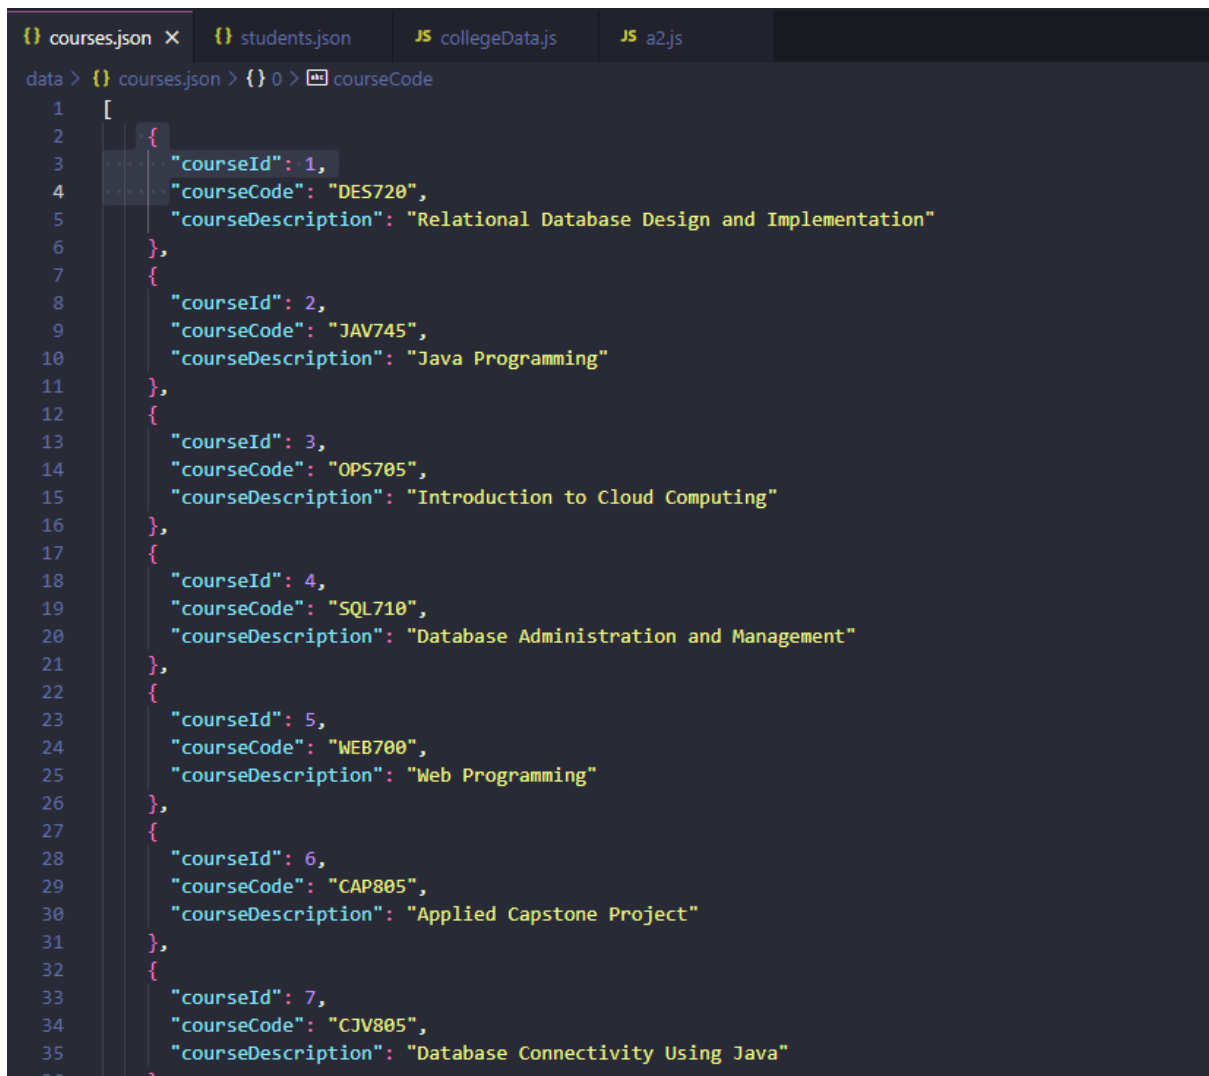 {} courses.json × {} students.json JS collegeData.js JS a2.js
data > {} courses.json > {} 0 > abc courseCode
1 [
2 {
3 "courseId": 1,
4 "courseCode": "DES720",
5 "courseDescription": "Relational Database Design and Implementation"
6 },
7 {
8 "courseId": 2,
9 "courseCode": "JAV745",
10 "courseDescription": "Java Programming"
11 },
12 {
13 "courseId": 3,
14 "courseCode": "OPS705",
15 "courseDescription": "Introduction to Cloud Computing"
16 },
17 {
18 "courseId": 4,
19 "courseCode": "SQL710",
20 "courseDescription": "Database Administration and Management"
21 },
22 {
23 "courseId": 5,
24 "courseCode": "WEB700",
25 "courseDescription": "Web Programming"
26 },
27 {
28 "courseId": 6,
29 "courseCode": "CAP805",
30 "courseDescription": "Applied Capstone Project"
31 },
32 {
33 "courseId": 7,
34 "courseCode": "CJV805",
35 "courseDescription": "Database Connectivity Using Java"